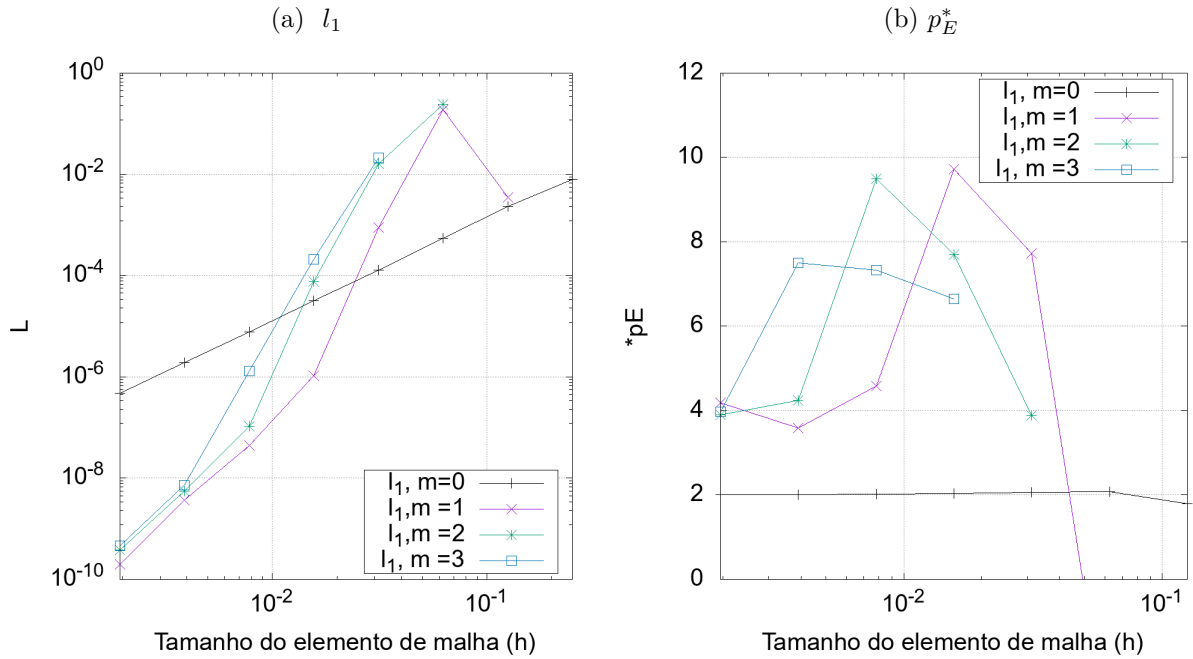 (a) l₁
10⁰
10⁻²
10⁻⁴
10⁻⁶
10⁻⁸
10⁻¹⁰
L
10⁻² 10⁻¹
Tamanho do elemento de malha (h)
l₁, m=0
l₁,m =1
l₁,m =2
l₁, m =3
(b) p*_E
12
10
8
6
4
2
0
*pE
10⁻² 10⁻¹
Tamanho do elemento de malha (h)
l₁, m=0
l₁,m =1
l₁,m =2
l₁, m =3